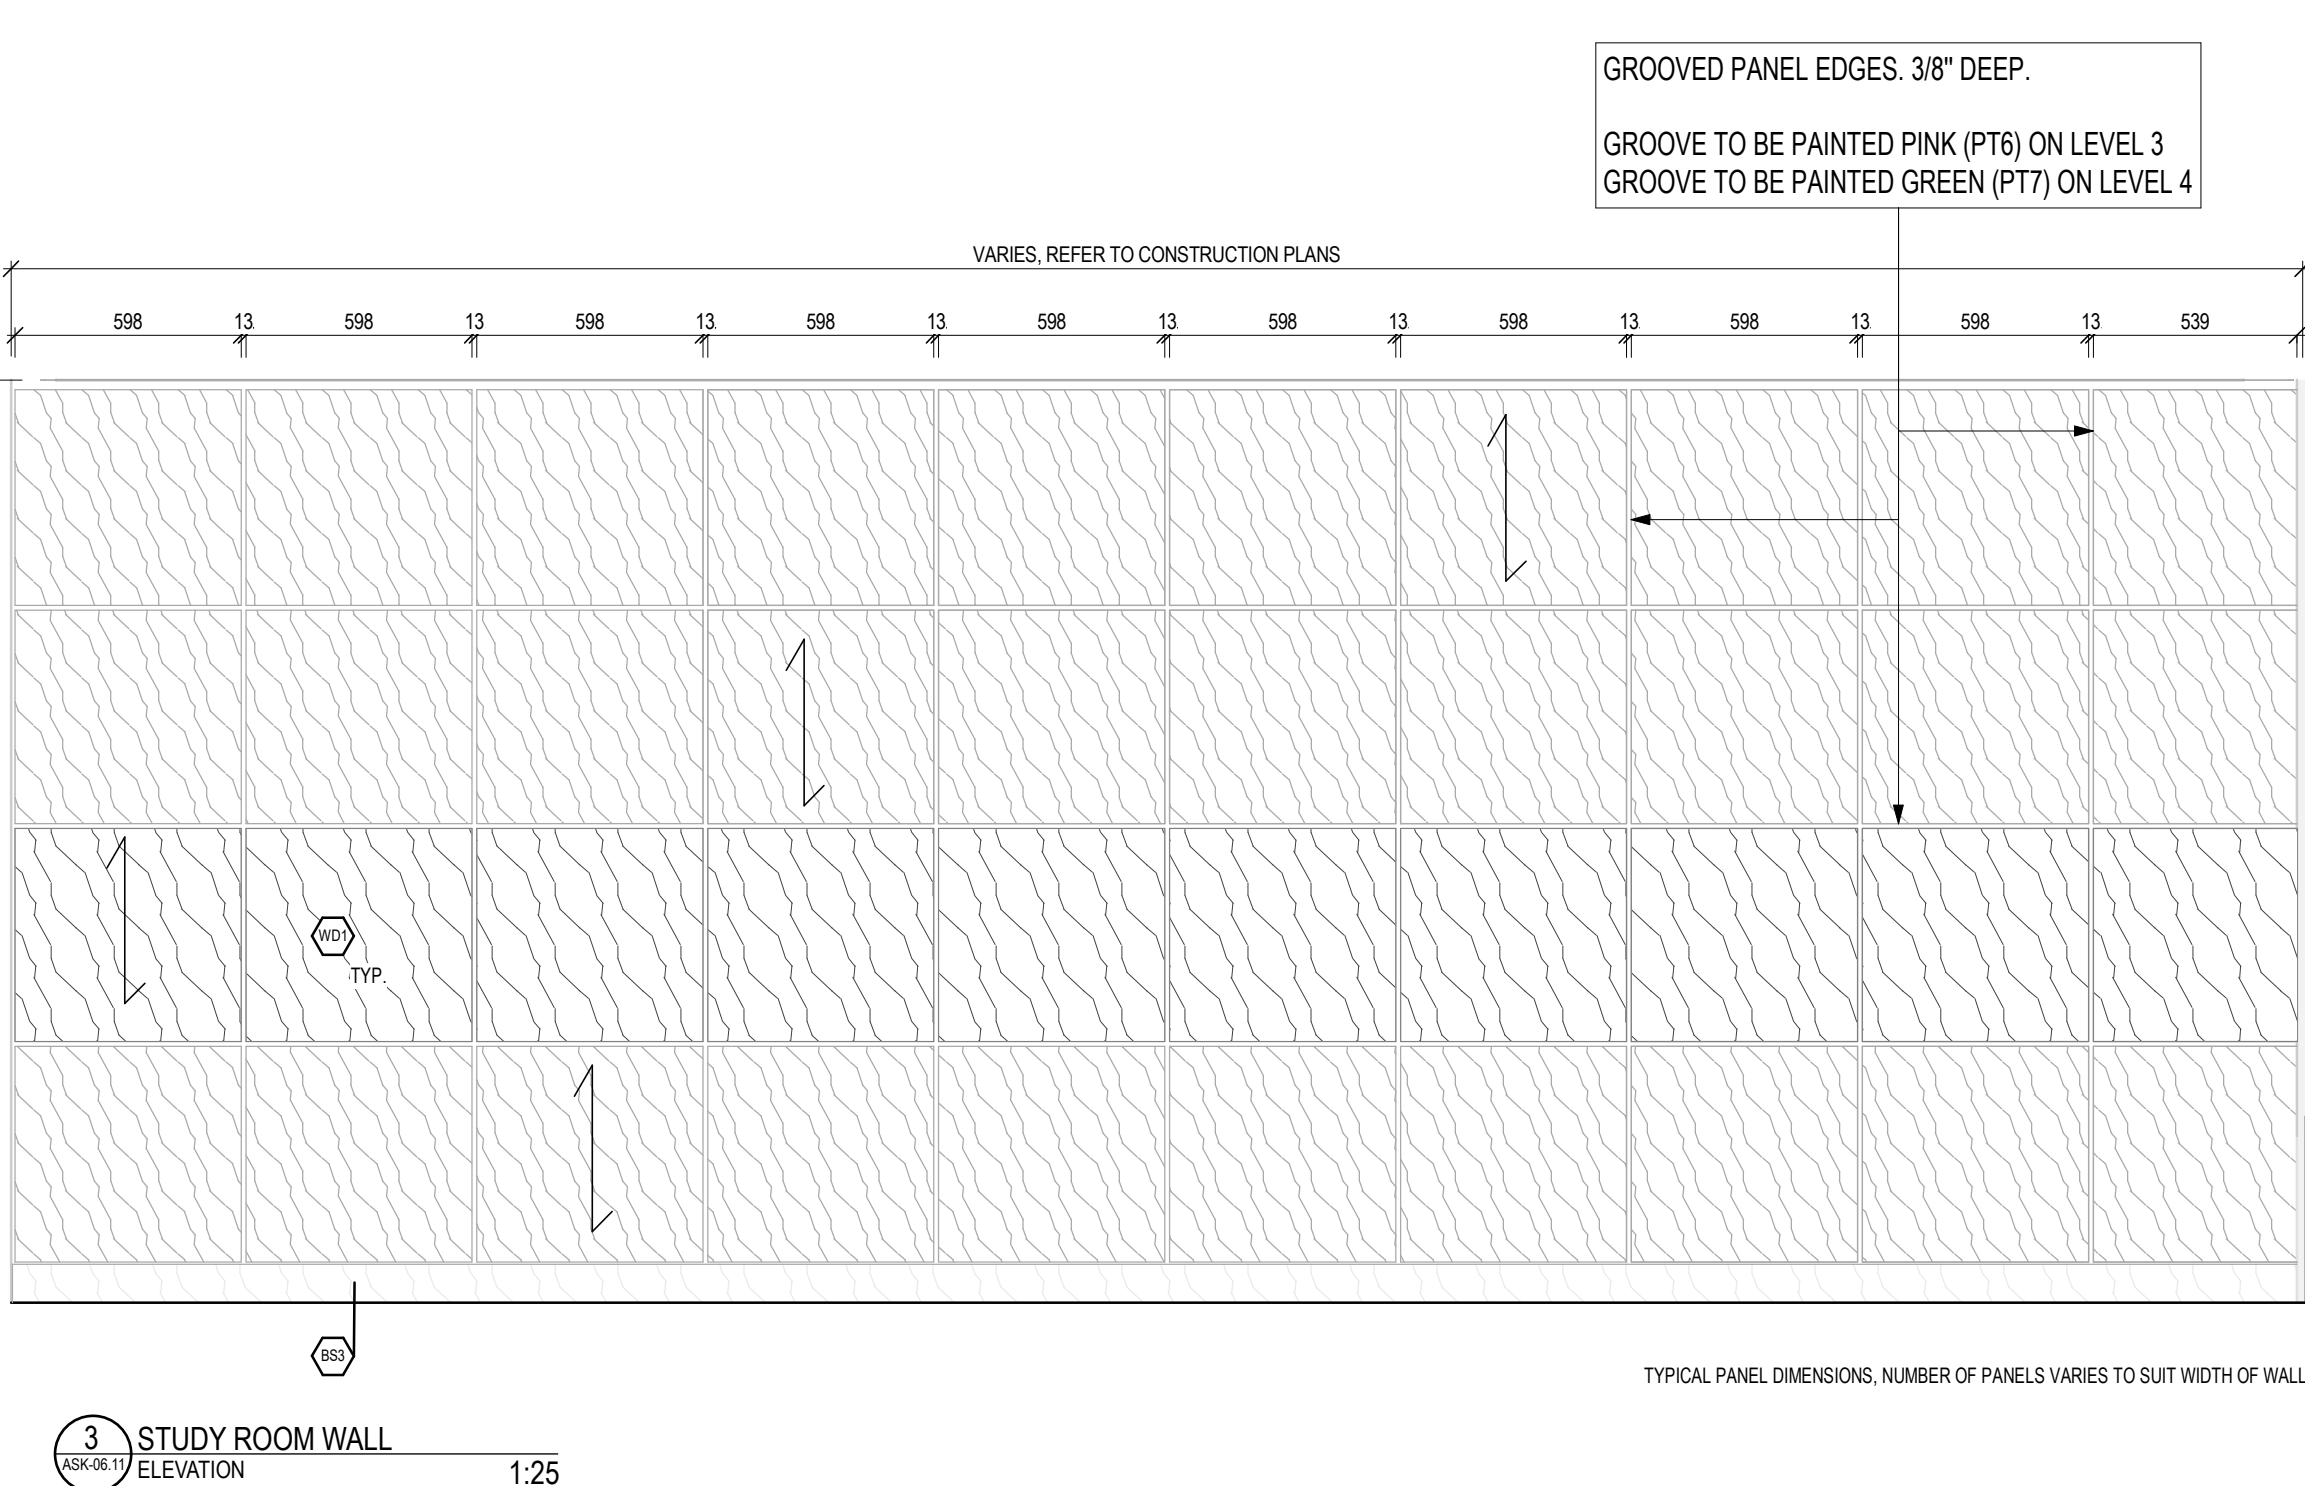 GROOVED PANEL EDGES. 3/8" DEEP.
GROOVE TO BE PAINTED PINK (PT6) ON LEVEL 3
GROOVE TO BE PAINTED GREEN (PT7) ON LEVEL 4
VARIES, REFER TO CONSTRUCTION PLANS
598 13 598 13 598 13 598 13 598 13 598 13 598 13 598 13 598 13 539
WD1
TYP.
BS3
TYPICAL PANEL DIMENSIONS, NUMBER OF PANELS VARIES TO SUIT WIDTH OF WALL
3 STUDY ROOM WALL
ASK-06.11 ELEVATION 1:25